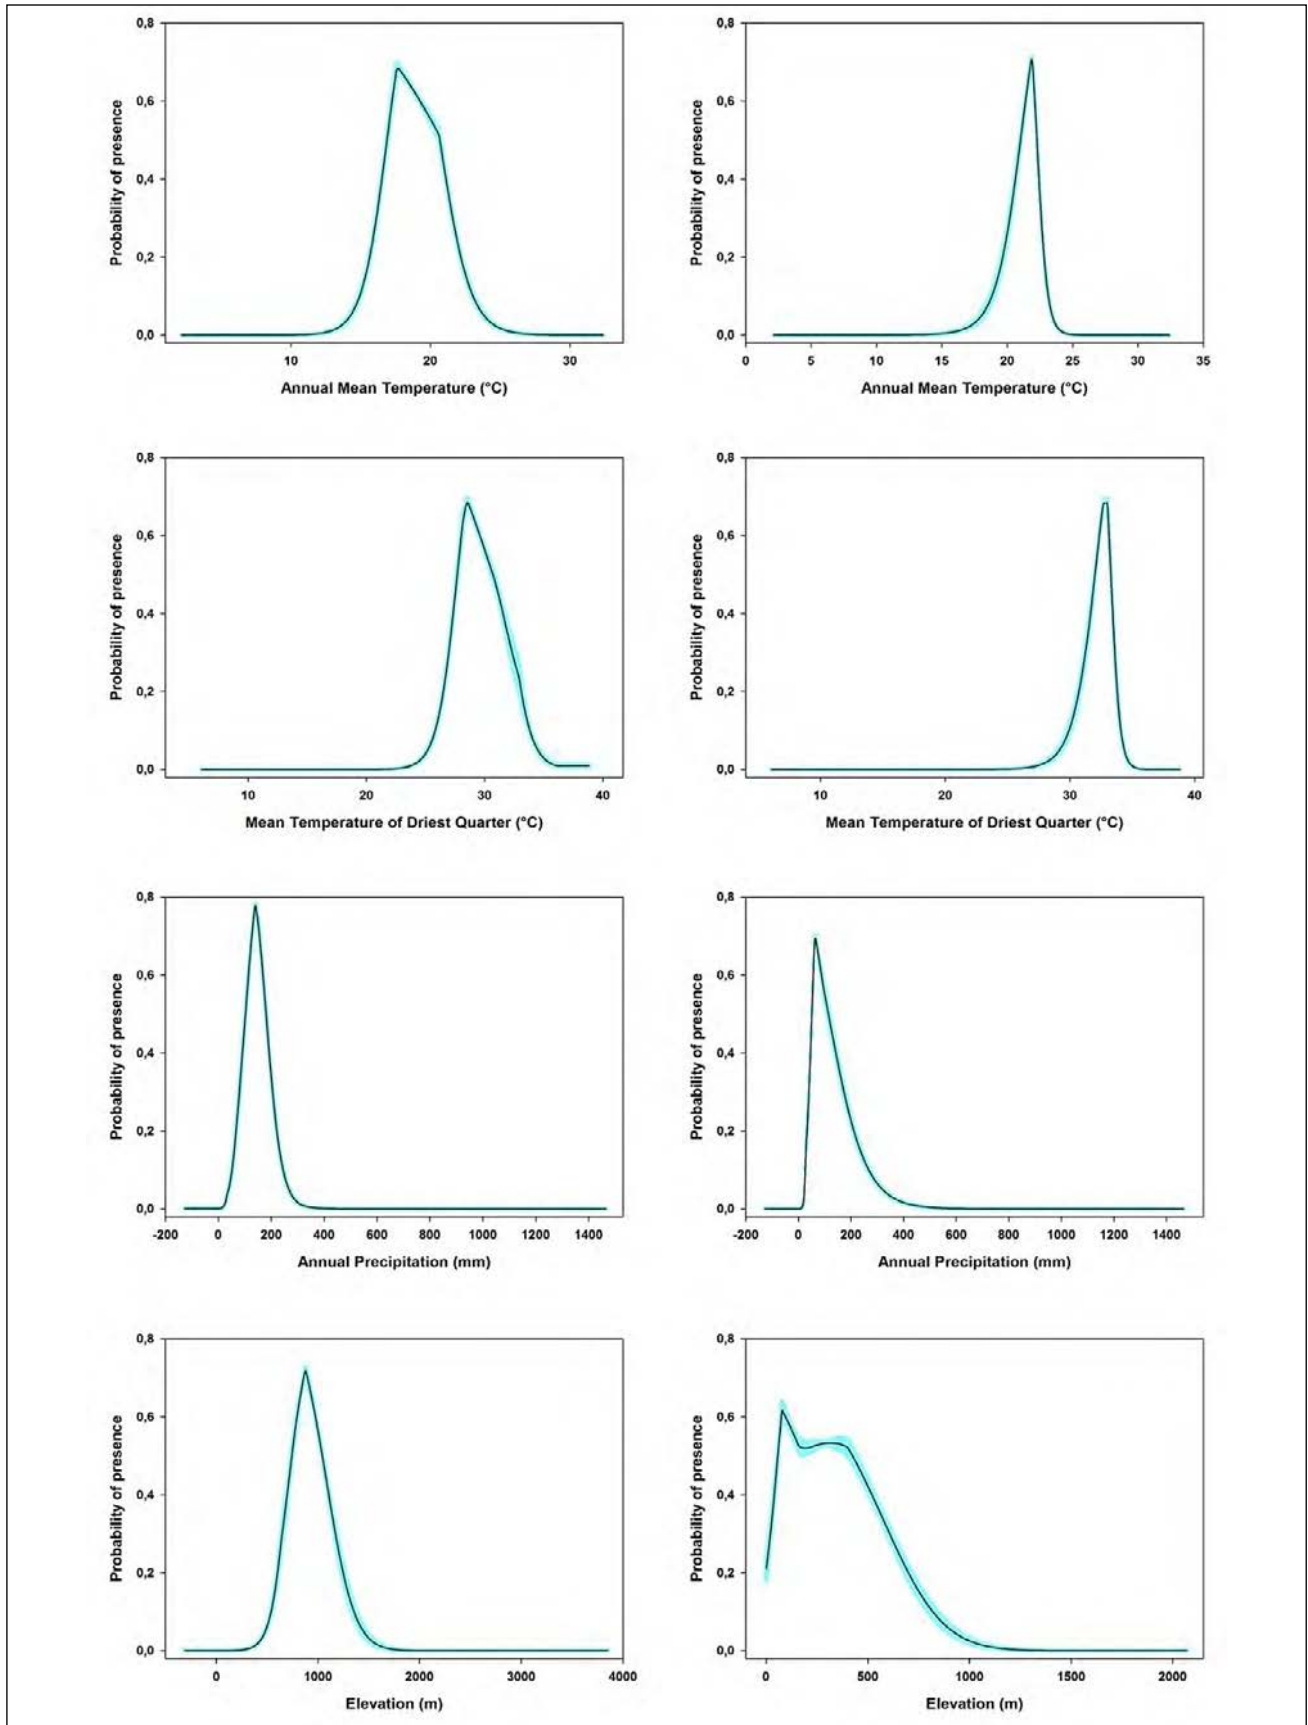 0,8
0,6
0,4
0,2
0,0
Probability of presence
10 20 30
Annual Mean Temperature (°C)
0,8
0,6
0,4
0,2
0,0
Probability of presence
0 5 10 15 20 25 30 35
Annual Mean Temperature (°C)
0,8
0,6
0,4
0,2
0,0
Probability of presence
10 20 30 40
Mean Temperature of Driest Quarter (°C)
0,8
0,6
0,4
0,2
0,0
Probability of presence
10 20 30 40
Mean Temperature of Driest Quarter (°C)
0,8
0,6
0,4
0,2
0,0
Probability of presence
-200 0 200 400 600 800 1000 1200 1400
Annual Precipitation (mm)
0,8
0,6
0,4
0,2
0,0
Probability of presence
-200 0 200 400 600 800 1000 1200 1400
Annual Precipitation (mm)
0,8
0,6
0,4
0,2
0,0
Probability of presence
0 1000 2000 3000 4000
Elevation (m)
0,8
0,6
0,4
0,2
0,0
Probability of presence
0 500 1000 1500 2000
Elevation (m)